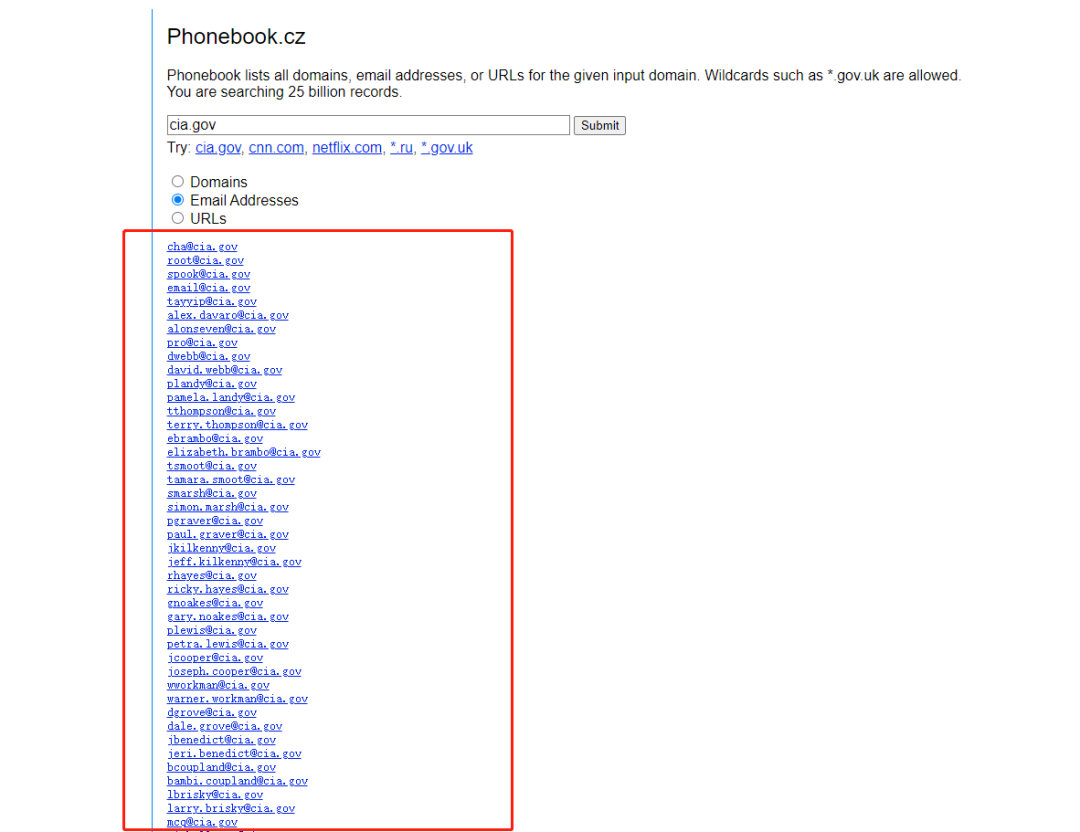 Phonebook.cz
Phonebook lists all domains, email addresses, or URLs for the given input domain. Wildcards such as *.gov.uk are allowed.
You are searching 25 billion records.
cia.gov Submit
Try: cia.gov, cnn.com, netflix.com, *.ru, *.gov.uk
Domains
Email Addresses
URLs
cha@cia.gov
root@cia.gov
spook@cia.gov
email@cia.gov
tayyip@cia.gov
alex.davaro@cia.gov
alonseven@cia.gov
pro@cia.gov
dwebb@cia.gov
david.webb@cia.gov
plandy@cia.gov
pamela.landy@cia.gov
tthompson@cia.gov
terry.thompson@cia.gov
ebrambo@cia.gov
elizabeth.brambo@cia.gov
tsmoot@cia.gov
tamara.smoot@cia.gov
smarsh@cia.gov
simon.marsh@cia.gov
pgraver@cia.gov
paul.graver@cia.gov
jkilkenny@cia.gov
jeff.kilkenny@cia.gov
rhayes@cia.gov
ricky.hayes@cia.gov
gnoakes@cia.gov
gary.noakes@cia.gov
plewis@cia.gov
petra.lewis@cia.gov
jcooper@cia.gov
joseph.cooper@cia.gov
wworkman@cia.gov
warner.workman@cia.gov
dgrove@cia.gov
dale.grove@cia.gov
jbenedict@cia.gov
jeri.benedict@cia.gov
bcoupland@cia.gov
bambi.coupland@cia.gov
lbrisky@cia.gov
larry.brisky@cia.gov
mcq@cia.gov